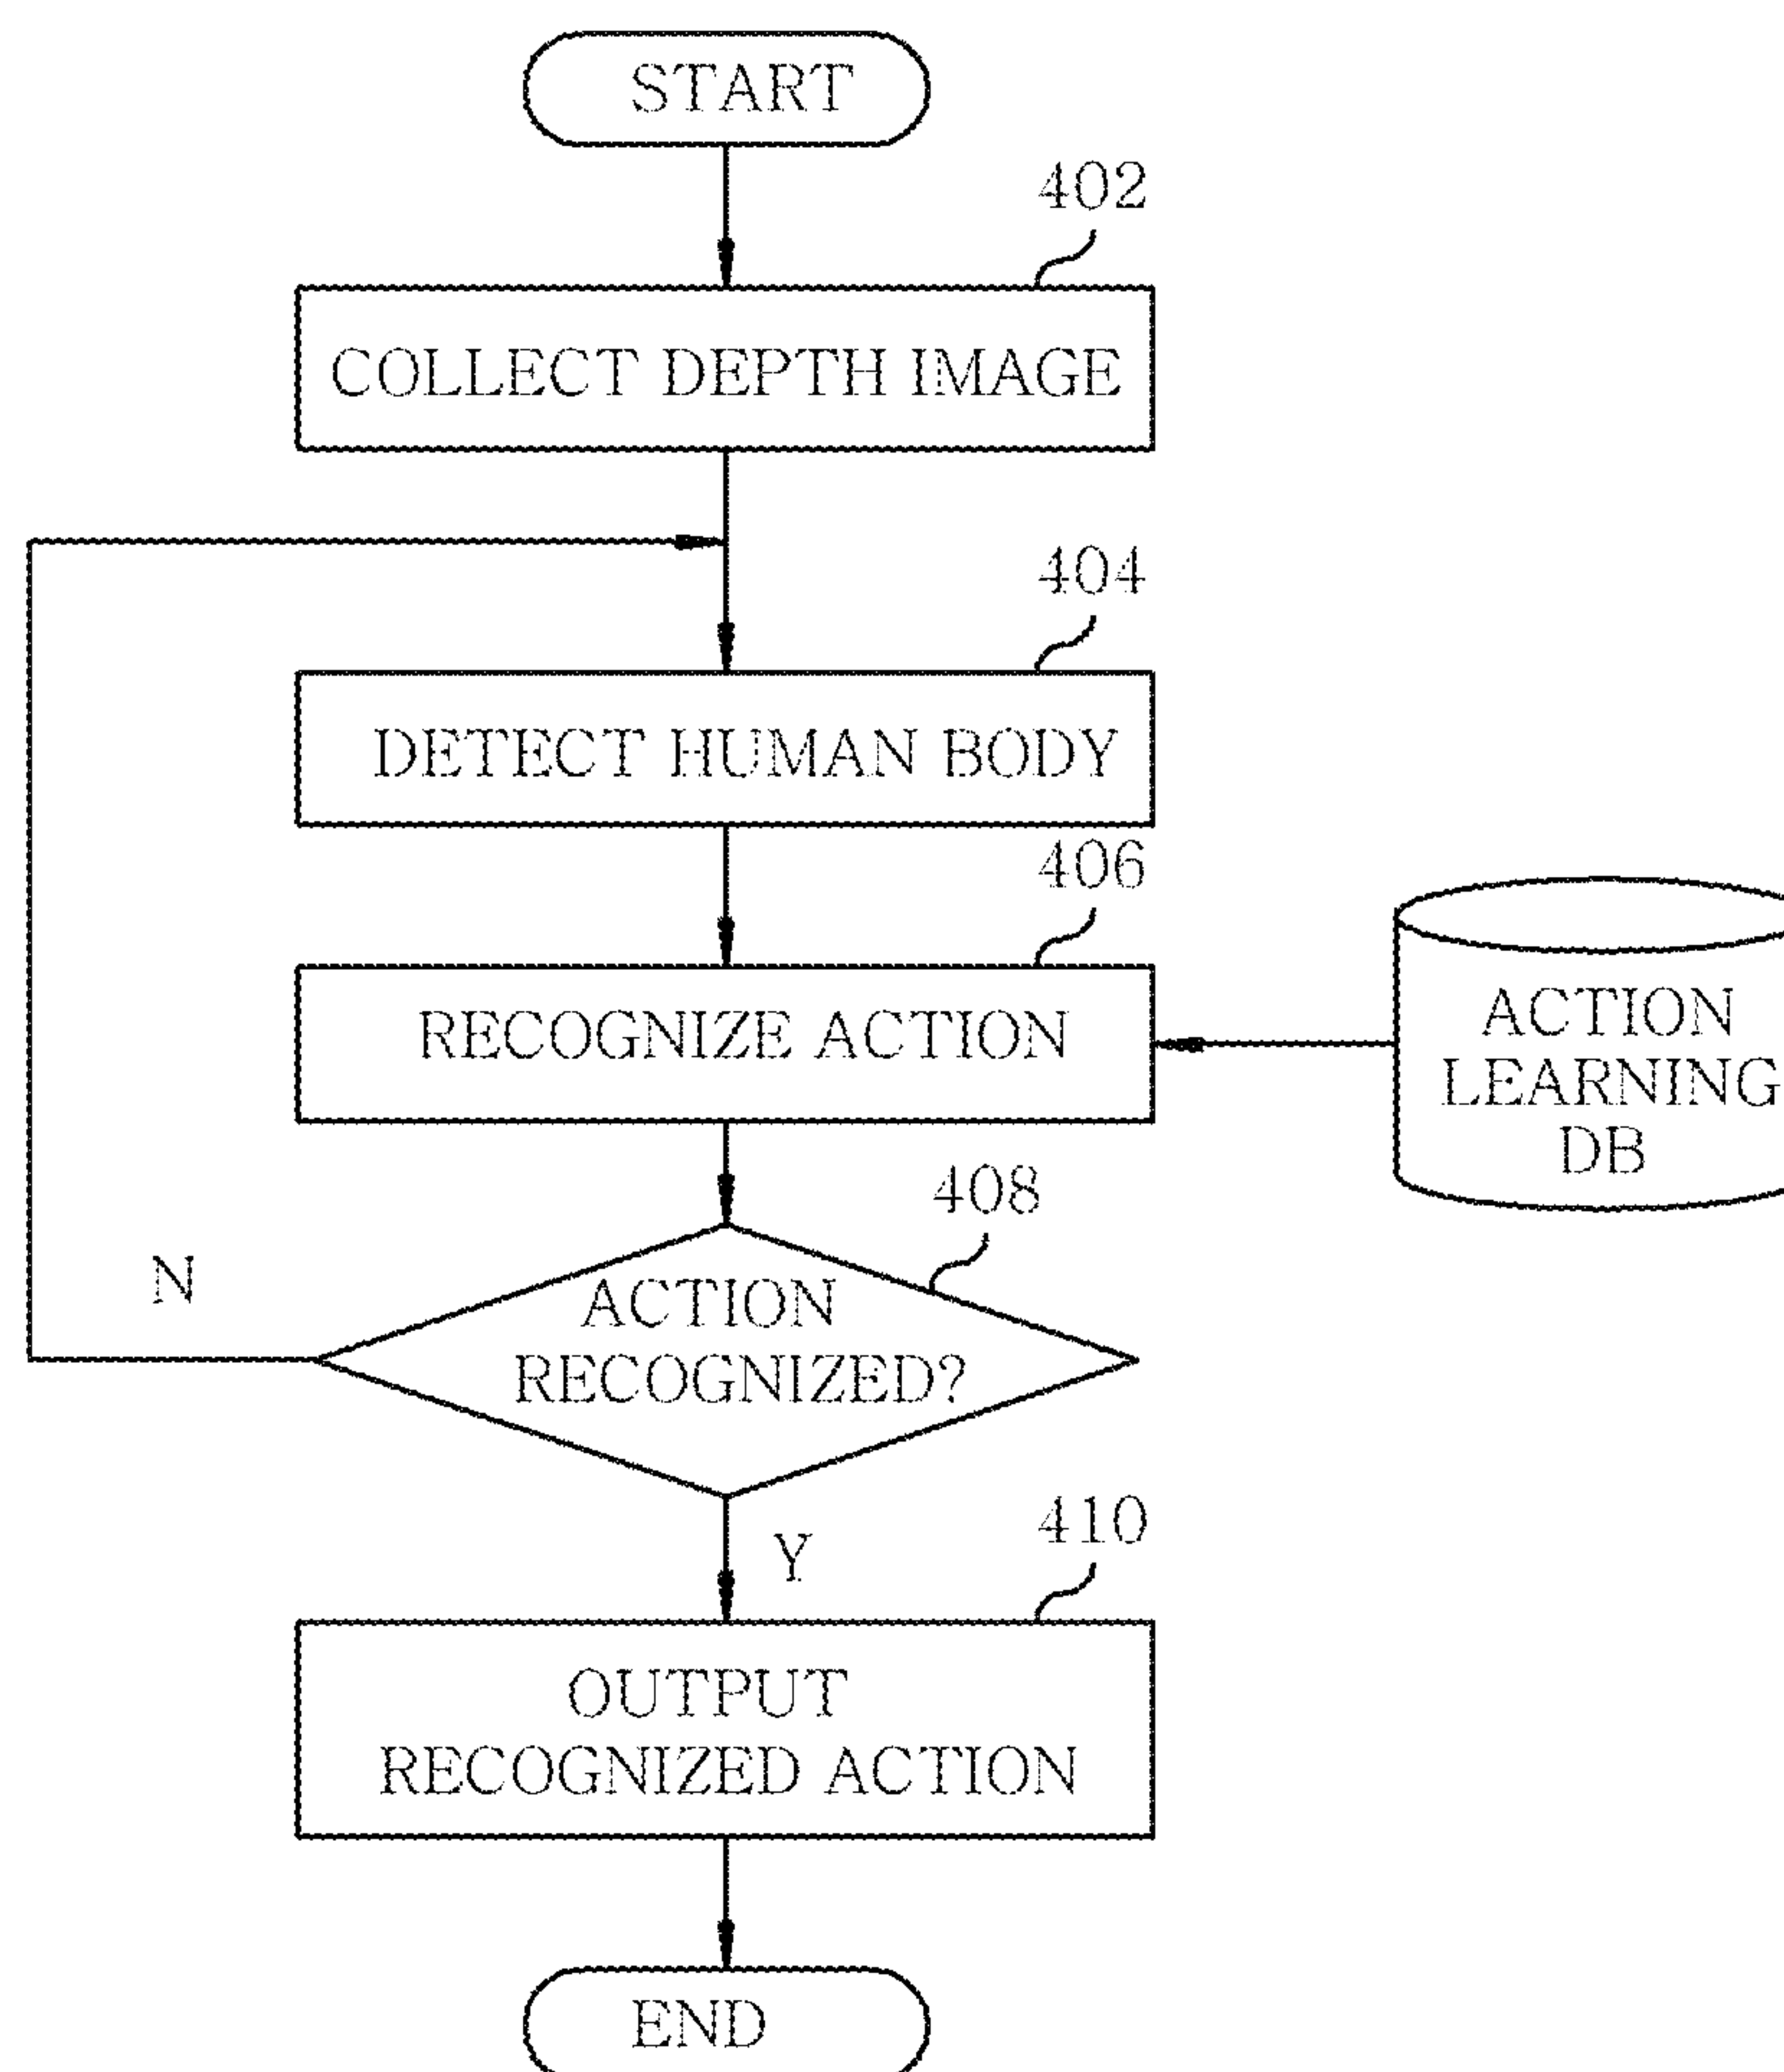 START
402
COLLECT DEPTH IMAGE
404
DETECT HUMAN BODY
406
RECOGNIZE ACTION
ACTION
LEARNING
DB
408
N
ACTION
RECOGNIZED?
Y
410
OUTPUT
RECOGNIZED ACTION
END